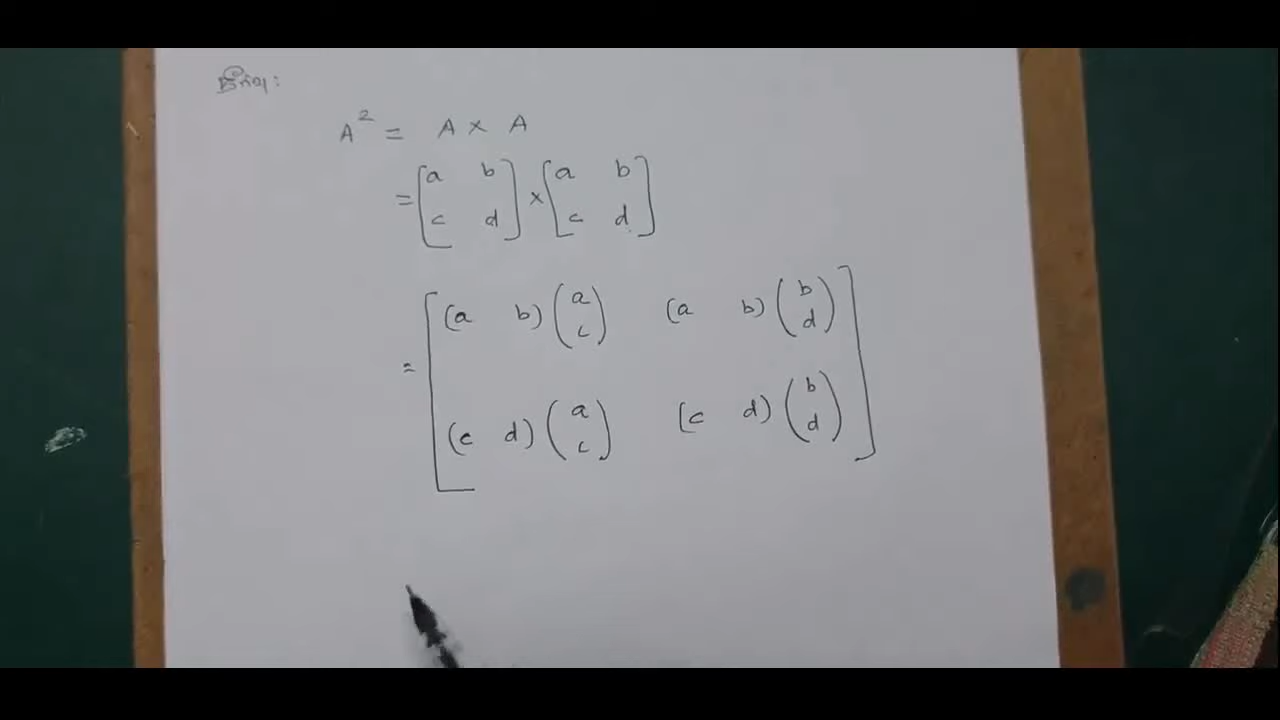 தீர்வு:
A² = A × A
= [a b c d] × [a b c d]
= [(a b)(a c) (a b)(b d)
(c d)(a c) (c d)(b d)]